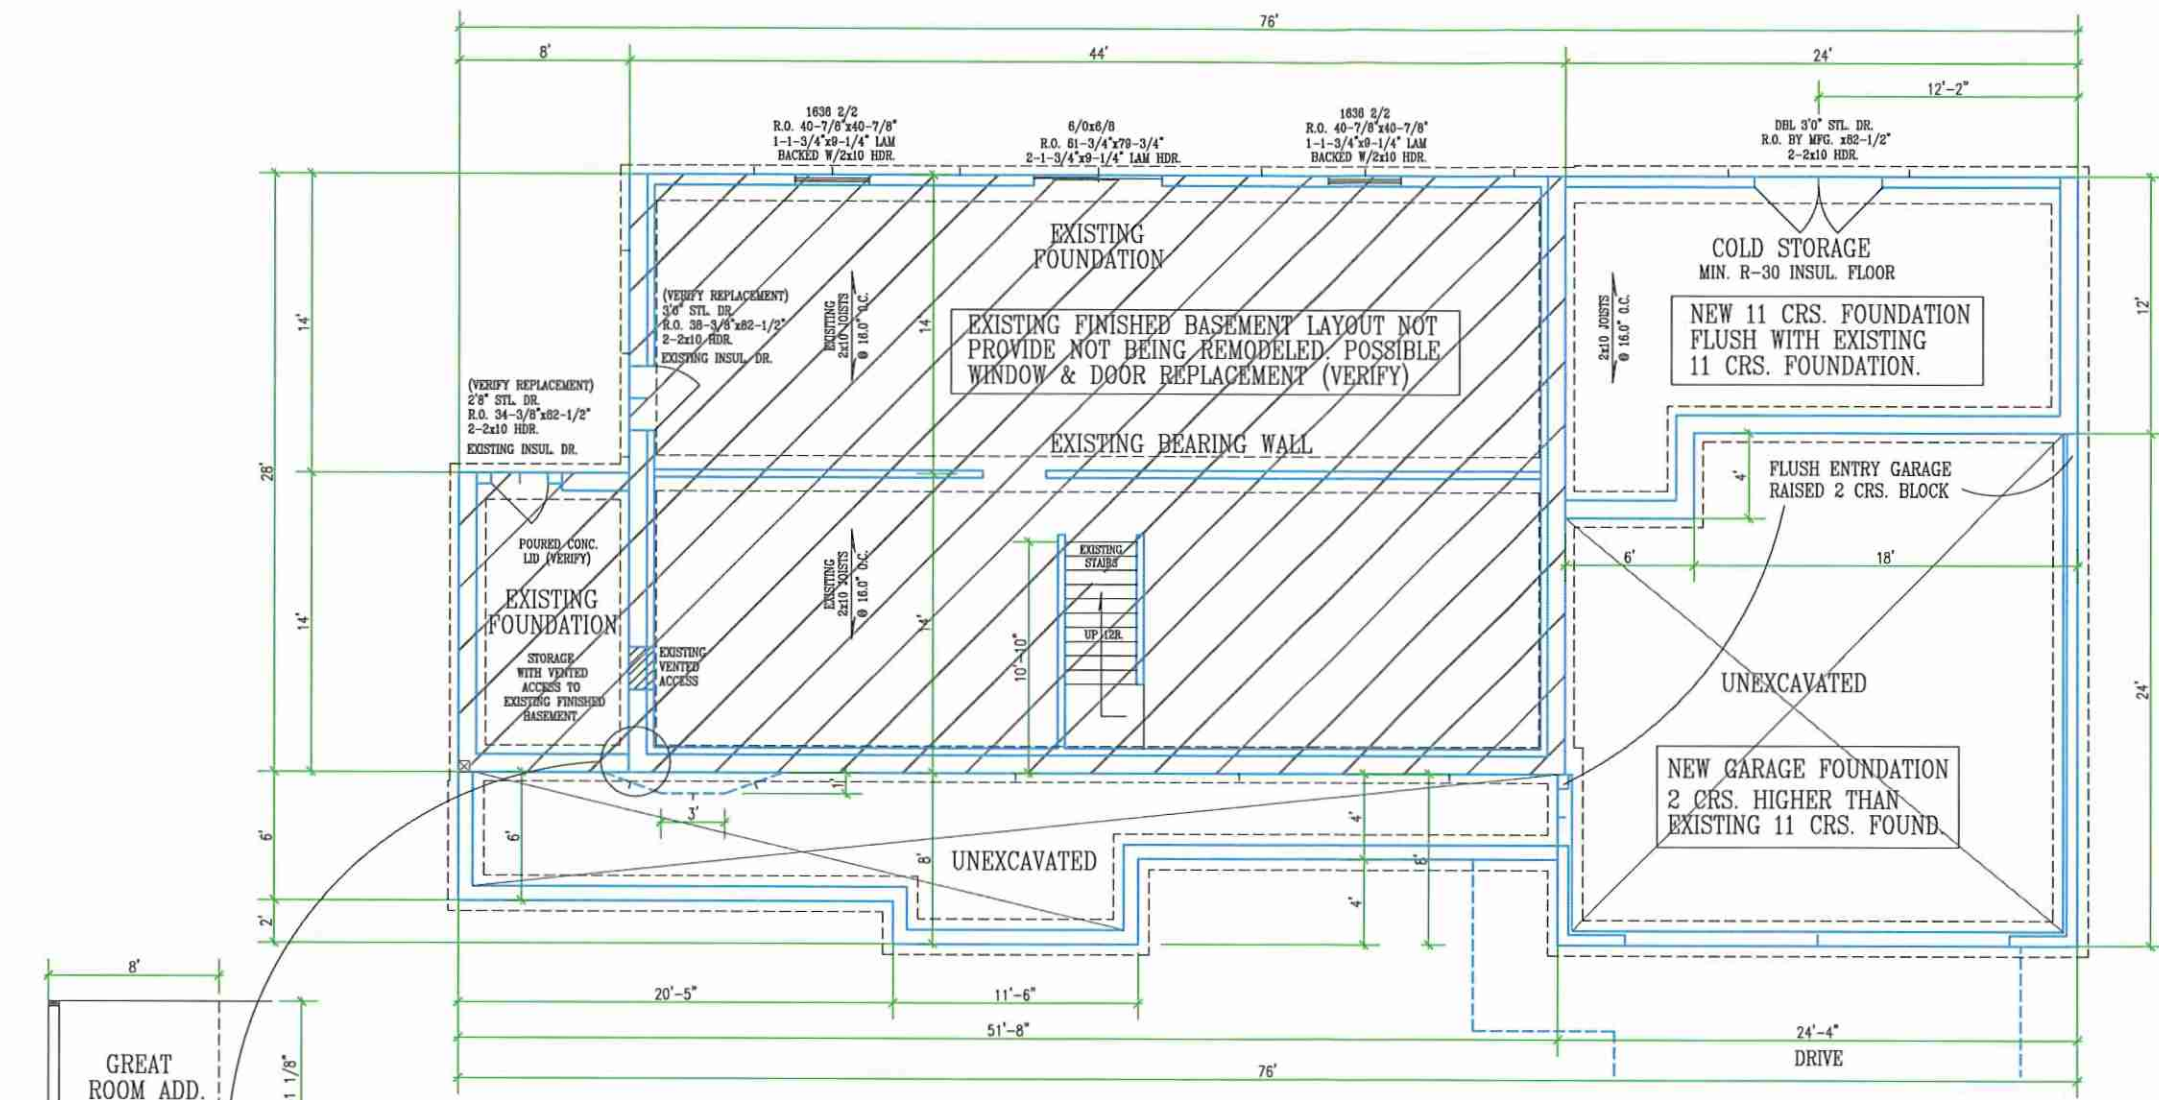 76'
8'
44'
24'
12'-2"
1636 2/2
R.O. 40-7/8"x40-7/8"
1-1-3/4"x9-1/4" LAM
BACKED W/2x10 HDR.
6/0x6/8
R.O. 61-3/4"x79-3/4"
2-1-3/4"x9-1/4" LAM HDR.
1636 2/2
R.O. 40-7/8"x40-7/8"
1-1-3/4"x9-1/4" LAM
BACKED W/2x10 HDR.
DBL 3'0" STL. DR.
R.O. BY MFG. x82-1/2"
2-2x10 HDR.
EXISTING
FOUNDATION
COLD STORAGE
MIN. R-30 INSUL. FLOOR
NEW 11 CRS. FOUNDATION
FLUSH WITH EXISTING
11 CRS. FOUNDATION.
2x10 JOISTS
@ 16.0" O.C.
12'
28'
14'
14'
(VERIFY REPLACEMENT)
3'0" STL. DR.
R.O. 38-3/8"x82-1/2"
2-2x10 HDR.
EXISTING INSUL. DR.
EXISTING
2x10 JOISTS
@ 16.0" O.C.
14'
EXISTING FINISHED BASEMENT LAYOUT NOT
PROVIDE NOT BEING REMODELED. POSSIBLE
WINDOW & DOOR REPLACEMENT (VERIFY)
(VERIFY REPLACEMENT)
2'8" STL. DR.
R.O. 34-3/8"x82-1/2"
2-2x10 HDR.
EXISTING INSUL. DR.
EXISTING BEARING WALL
4'
FLUSH ENTRY GARAGE
RAISED 2 CRS. BLOCK
6'
18'
POURED CONC.
LID (VERIFY)
EXISTING
FOUNDATION
STORAGE
WITH VENTED
ACCESS TO
EXISTING FINISHED
BASEMENT.
EXISTING
VENTED
ACCESS
EXISTING
2x10 JOISTS
@ 16.0" O.C.
14'
10'-10"
EXISTING
STAIRS
UP 12R.
UNEXCAVATED
24'
NEW GARAGE FOUNDATION
2 CRS. HIGHER THAN
EXISTING 11 CRS. FOUND.
6'
2'
6'
3'
1'
8'
UNEXCAVATED
4'
4'
8'
20'-5"
11'-6"
51'-8"
24'-4"
DRIVE
76'
8'
GREAT
ROOM ADD.
1 1/8"